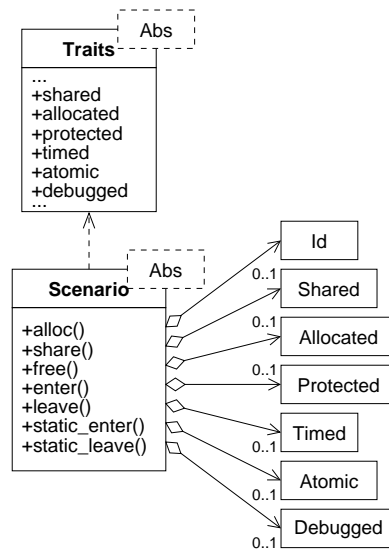 Abs
Traits
...
+shared
+allocated
+protected
+timed
+atomic
+debugged
...
Abs
Scenario
+alloc()
+share()
+free()
+enter()
+leave()
+static_enter()
+static_leave()
Id
0..1
Shared
0..1
Allocated
0..1
Protected
Timed
0..1
Atomic
0..1
Debugged
0..1